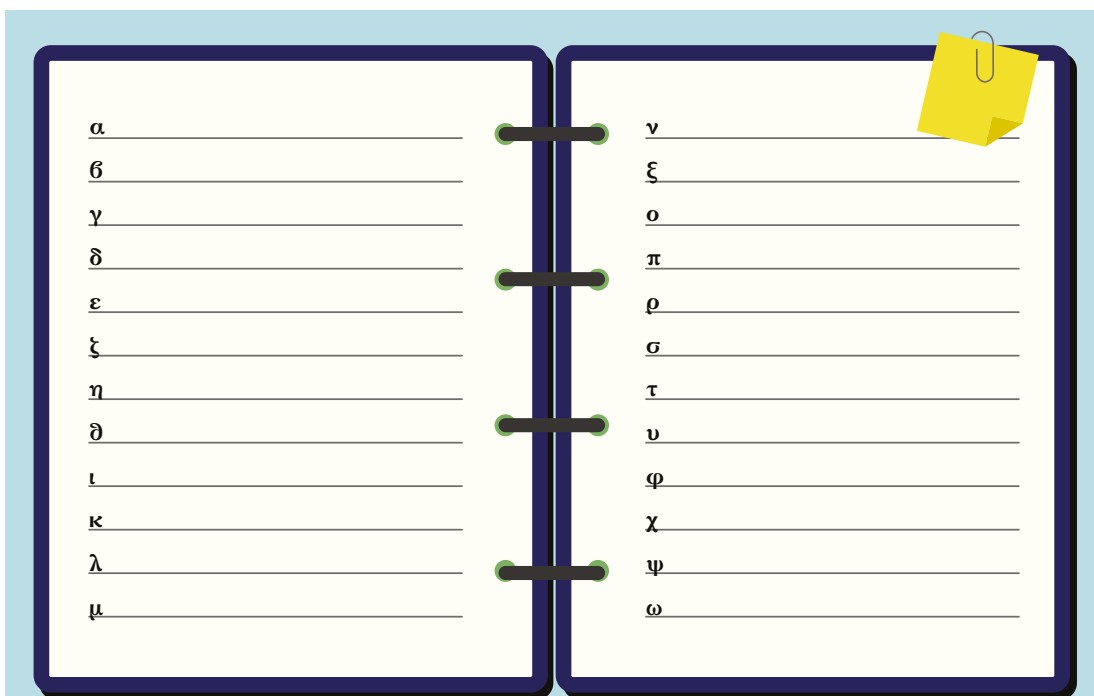 α
β
γ
δ
ε
ζ
η
θ
ι
κ
λ
μ
ν
ξ
ο
π
ρ
σ
τ
υ
φ
χ
ψ
ω